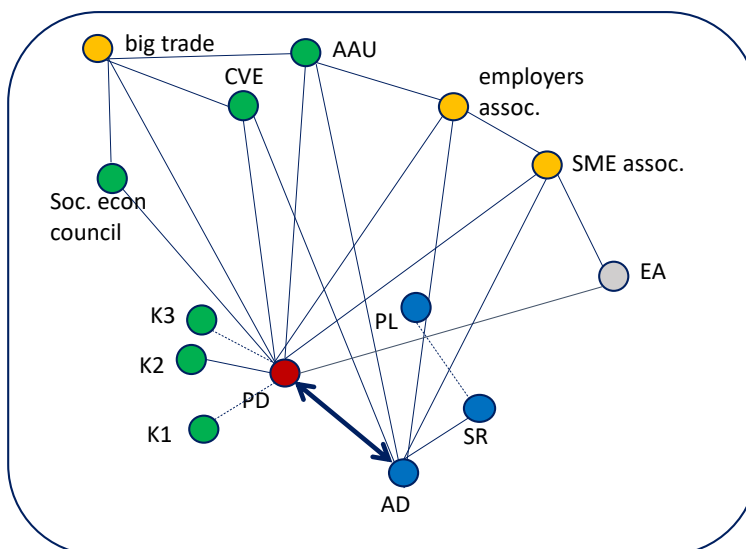 big trade
AAU
CVE
employers
assoc.
SME assoc.
Soc. econ
council
EA
K3
PL
K2
PD
K1
SR
AD